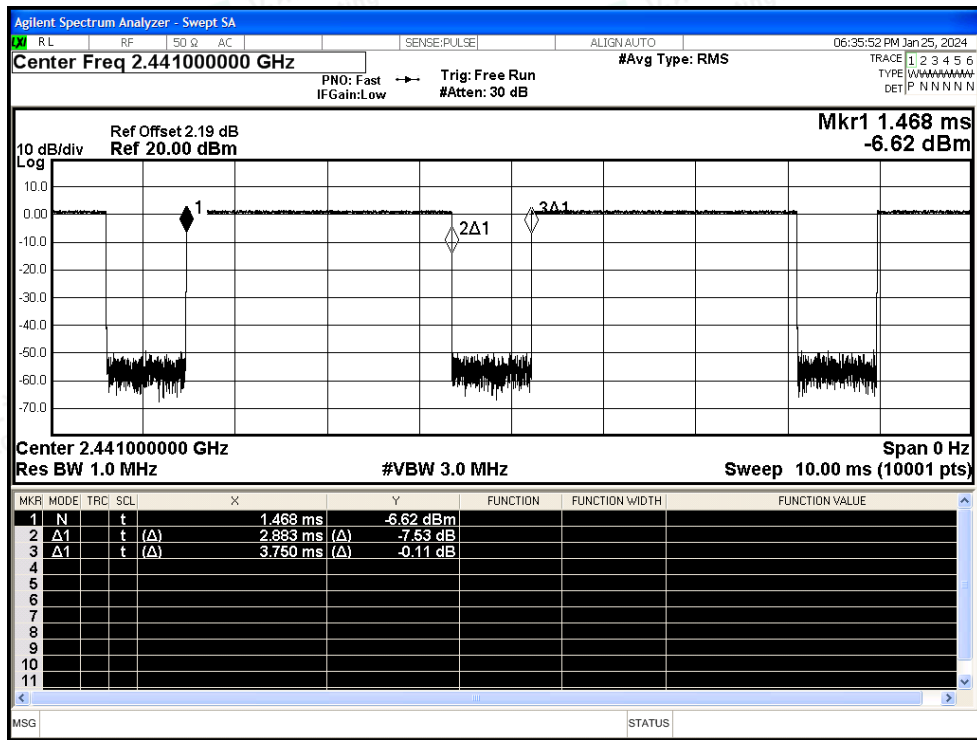 Agilent Spectrum Analyzer - Swept SA
LXI RL RF 50 Ω AC SENSE:PULSE ALIGN AUTO 06:35:52 PM Jan 25, 2024
Center Freq 2.441000000 GHz #Avg Type: RMS TRACE 1 2 3 4 5 6
PNO: Fast Trig: Free Run TYPE WWWWWW
IFGain:Low #Atten: 30 dB DET P N N N N N
Mkr1 1.468 ms
Ref Offset 2.19 dB
10 dB/div Ref 20.00 dBm -6.62 dBm
Log
10.0
0.00 1 3Δ1
2Δ1
-10.0
-20.0
-30.0
-40.0
-50.0
-60.0
-70.0
Center 2.441000000 GHz Span 0 Hz
Res BW 1.0 MHz #VBW 3.0 MHz Sweep 10.00 ms (10001 pts)
MKR MODE TRC SCL X Y FUNCTION FUNCTION WIDTH FUNCTION VALUE
1 N t 1.468 ms -6.62 dBm
2 Δ1 t (Δ) 2.883 ms (Δ) -7.53 dB
3 Δ1 t (Δ) 3.750 ms (Δ) -0.11 dB
4
5
6
7
8
9
10
11
MSG STATUS